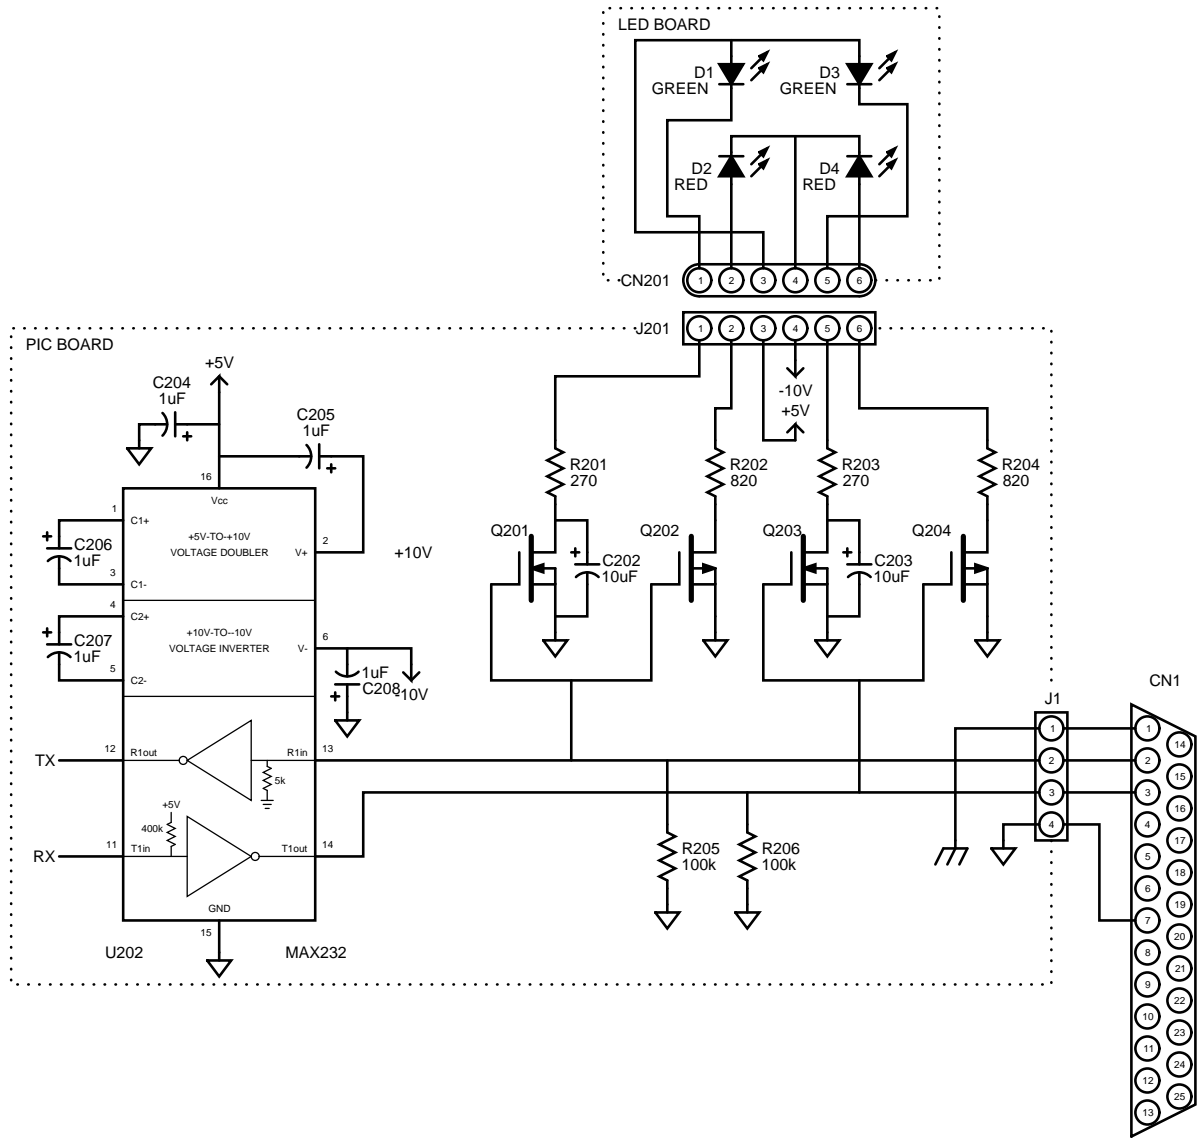 LED BOARD
D1
GREEN
D3
GREEN
D2
RED
D4
RED
CN201
1 2 3 4 5 6
J201
1 2 3 4 5 6
PIC BOARD
-10V
+5V
+5V
C204
1uF
C205
1uF
16
Vcc
1
C1+
+5V-TO-+10V
VOLTAGE DOUBLER
V+
2
+10V
C206
1uF
3
C1-
4
C2+
+10V-TO--10V
VOLTAGE INVERTER
V-
6
C207
1uF
5
C2-
1uF
C208
-10V
TX
12
R1out
R1in
13
5k
+5V
400k
RX
11
T1in
T1out
14
GND
15
U202
MAX232
R201
270
R202
820
R203
270
R204
820
Q201
C202
10uF
Q202
Q203
C203
10uF
Q204
R205
100k
R206
100k
J1
1
2
3
4
CN1
1
14
2
15
3
16
4
17
5
18
6
19
7
20
8
21
9
22
10
23
11
24
12
25
13